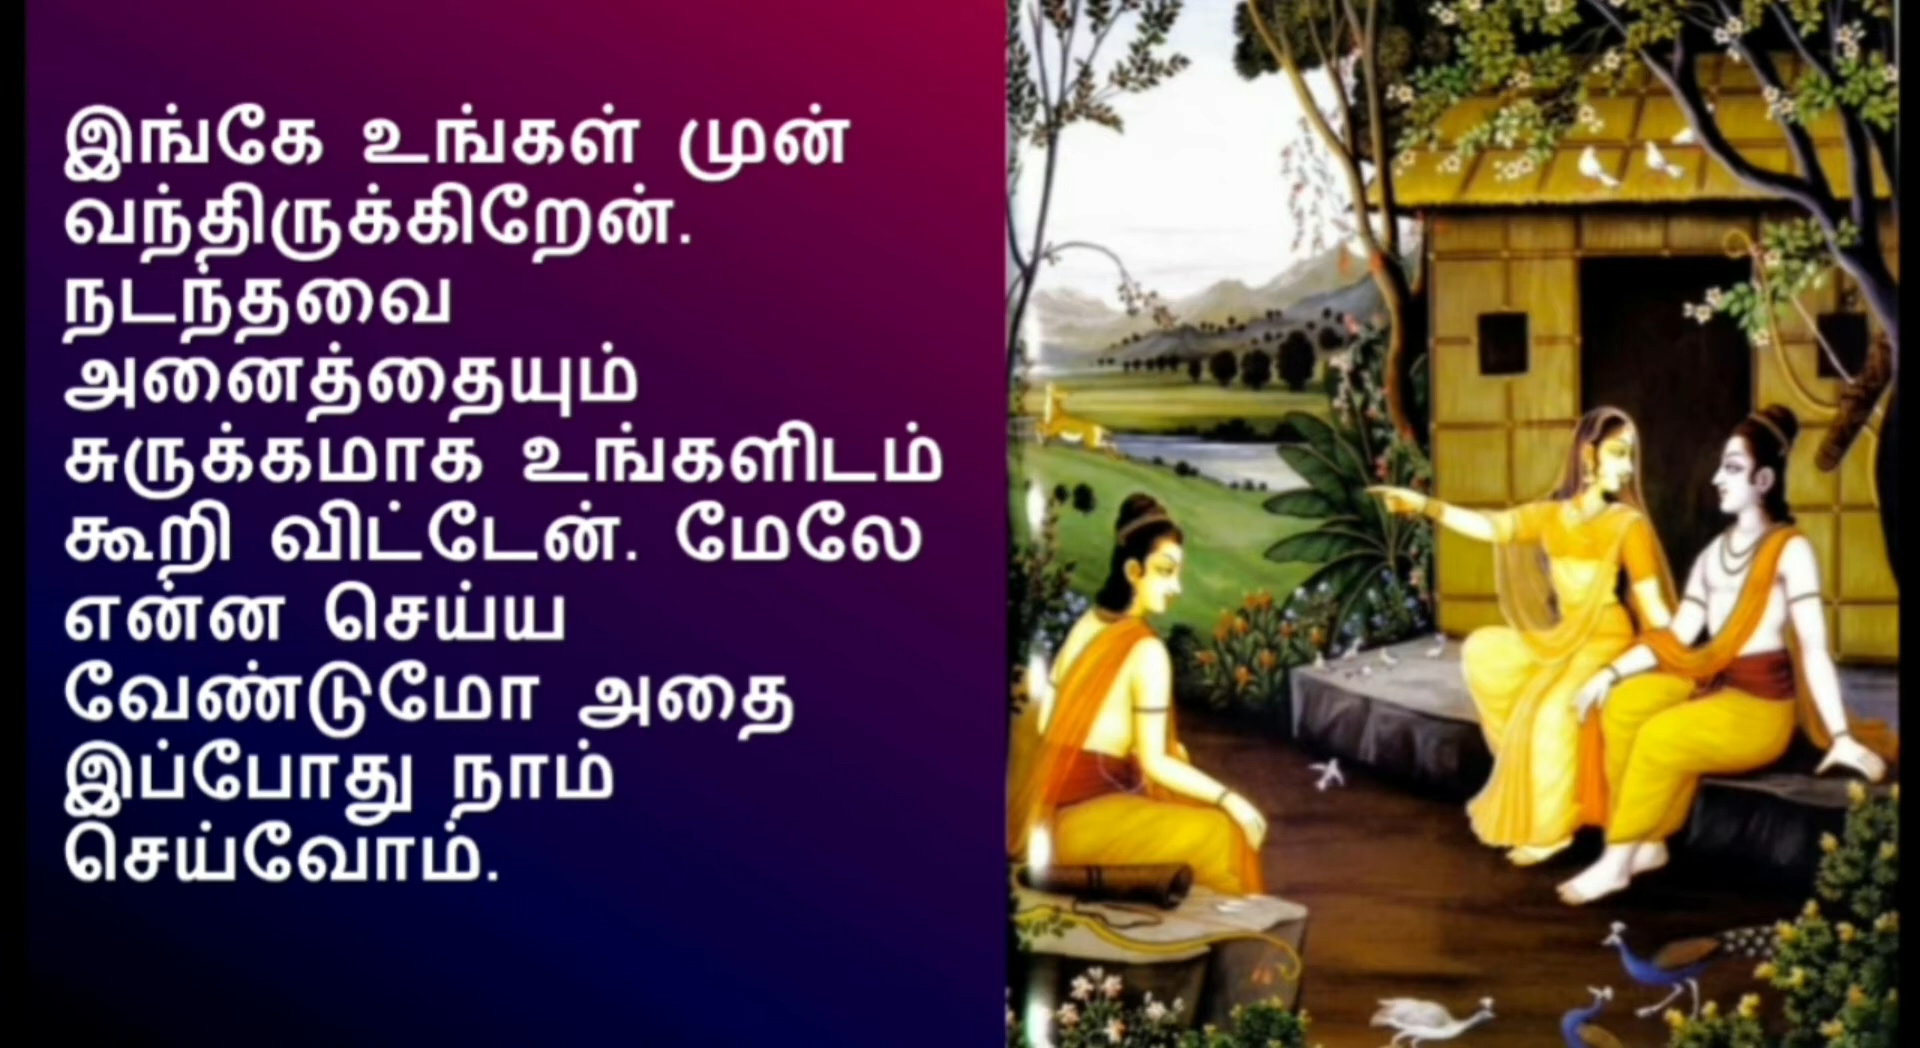 இங்கே உங்கள் முன்
வந்திருக்கிறேன்.
நடந்தவை
அனைத்தையும்
சுருக்கமாக உங்களிடம்
கூறி விட்டேன். மேலே
என்ன செய்ய
வேண்டுமோ அதை
இப்போது நாம்
செய்வோம்.